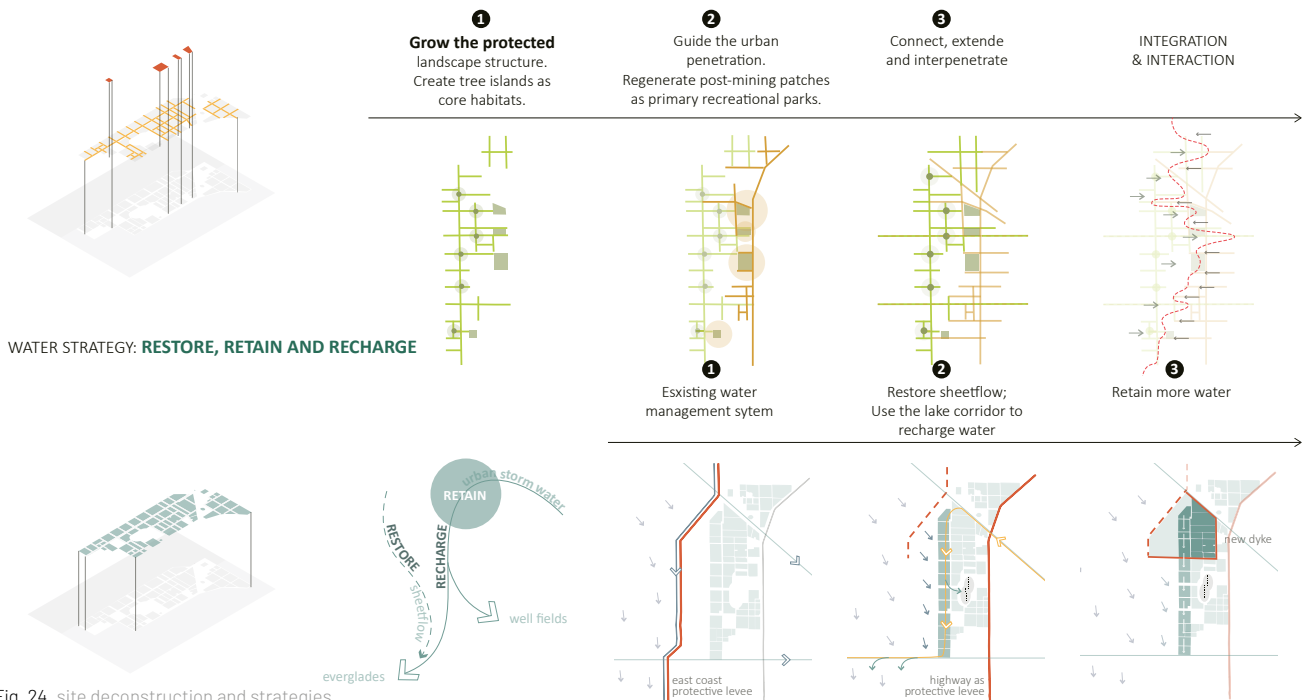 1
Grow the protected
landscape structure.
Create tree islands as
core habitats.
2
Guide the urban
penetration.
Regenerate post-mining patches
as primary recreational parks.
3
Connect, extende
and interpenetrate
INTEGRATION
& INTERACTION
WATER STRATEGY: RESTORE, RETAIN AND RECHARGE
1
Esxisting water
management sytem
2
Restore sheetflow;
Use the lake corridor to
recharge water
3
Retain more water
urban storm water
RETAIN
RESTORE
RECHARGE
sheetflow
well fields
everglades
east coast
protective levee
highway as
protective levee
new dyke
Fig. 24 site deconstruction and strategies